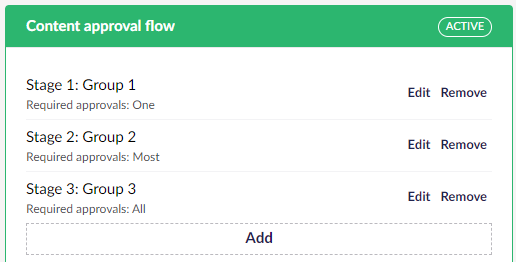 Content approval flow ACTIVE
Stage 1: Group 1
Required approvals: One
Edit Remove
Stage 2: Group 2
Required approvals: Most
Edit Remove
Stage 3: Group 3
Required approvals: All
Edit Remove
Add